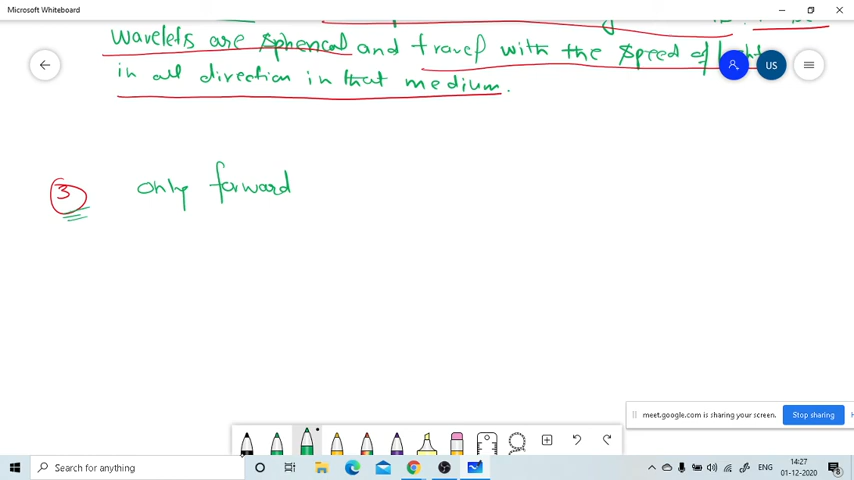 Microsoft Whiteboard
wavelets are spherical and travel with the speed of light
in all direction in that medium.
US
3 only forward
meet.google.com is sharing your screen. Stop sharing
Search for anything
ENG
14:27
01-12-2020
8